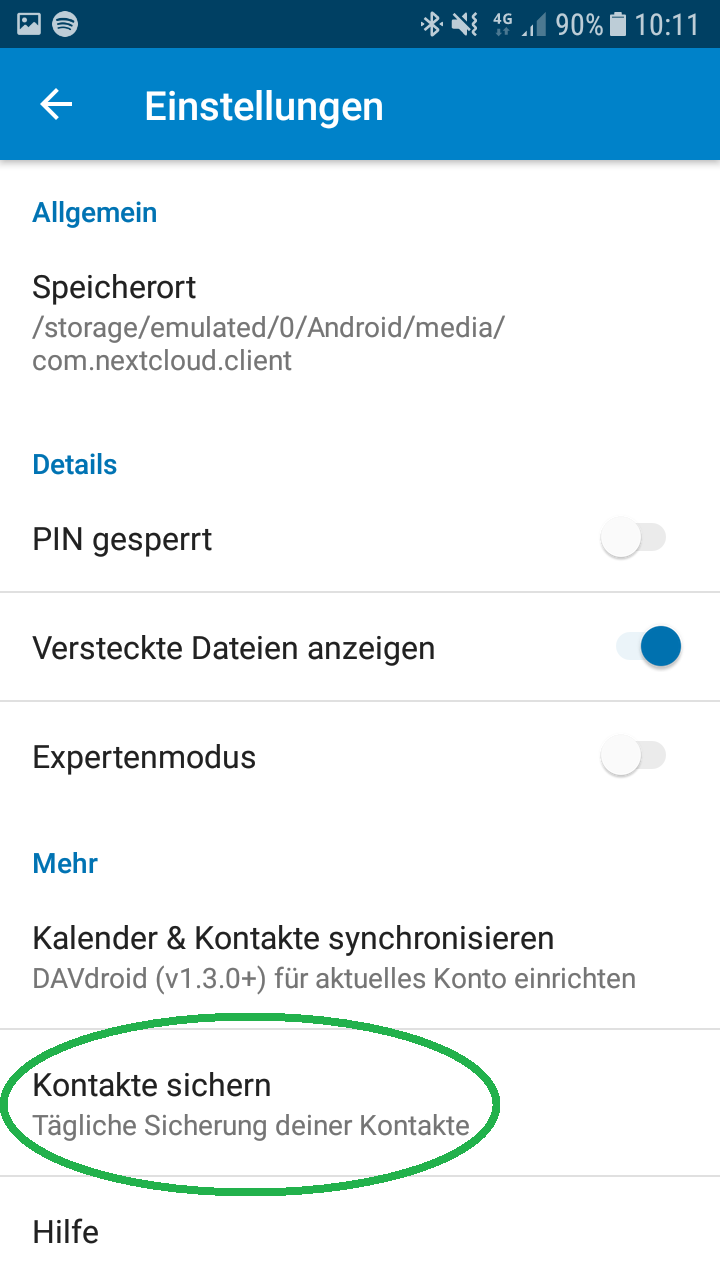 4G 90% 10:11
Einstellungen
Allgemein
Speicherort
/storage/emulated/0/Android/media/
com.nextcloud.client
Details
PIN gesperrt
Versteckte Dateien anzeigen
Expertenmodus
Mehr
Kalender & Kontakte synchronisieren
DAVdroid (v1.3.0+) für aktuelles Konto einrichten
Kontakte sichern
Tägliche Sicherung deiner Kontakte
Hilfe